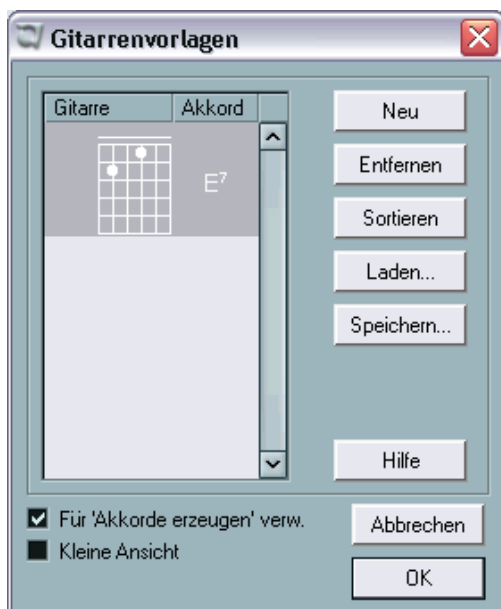 Gitarrenvorlagen
Gitarre Akkord
E⁷
Neu
Entfernen
Sortieren
Laden...
Speichern...
Hilfe
Für 'Akkorde erzeugen' verw.
Kleine Ansicht
Abbrechen
OK